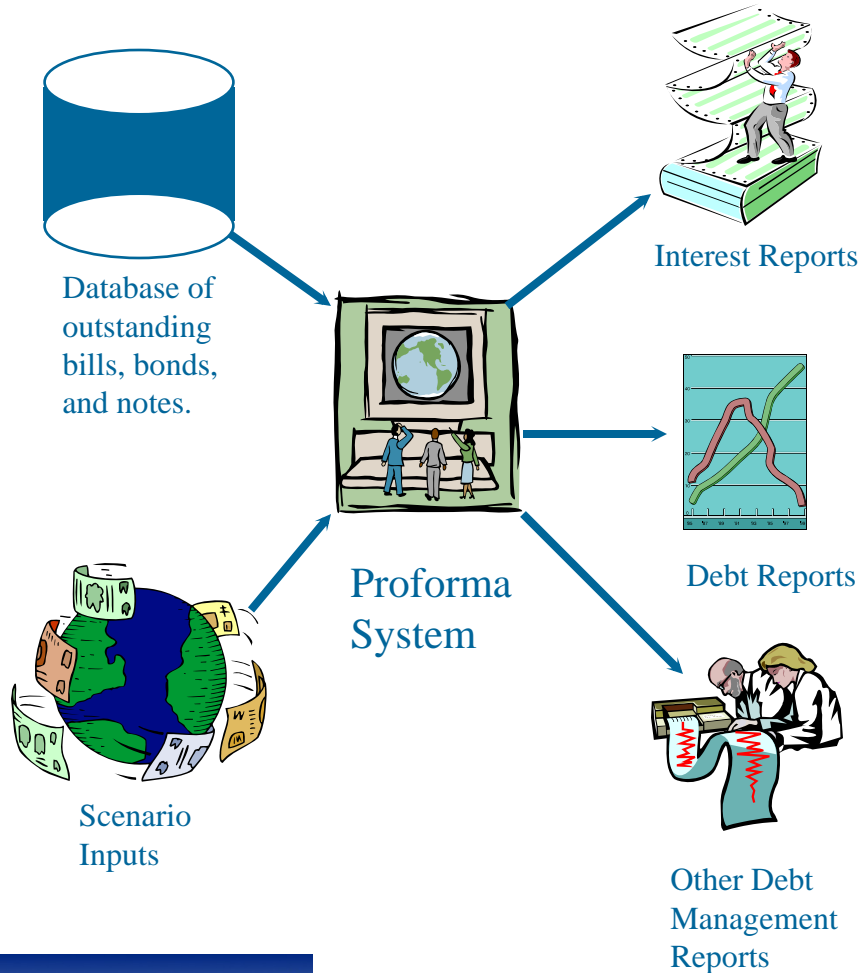 Database of
outstanding
bills, bonds,
and notes.
Interest Reports
Proforma
System
Debt Reports
Scenario
Inputs
Other Debt
Management
Reports